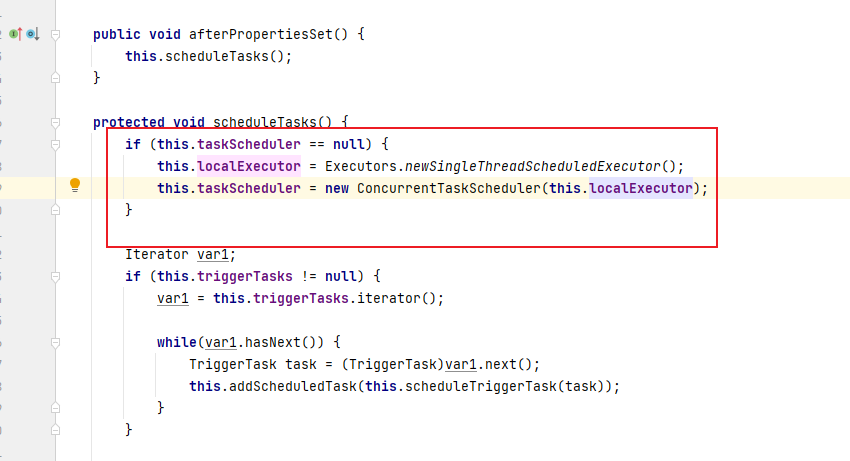 public void afterPropertiesSet() {
this.scheduleTasks();
}
protected void scheduleTasks() {
if (this.taskScheduler == null) {
this.localExecutor = Executors.newSingleThreadScheduledExecutor();
this.taskScheduler = new ConcurrentTaskScheduler(this.localExecutor);
}
Iterator var1;
if (this.triggerTasks != null) {
var1 = this.triggerTasks.iterator();
while(var1.hasNext()) {
TriggerTask task = (TriggerTask)var1.next();
this.addScheduledTask(this.scheduleTriggerTask(task));
}
}